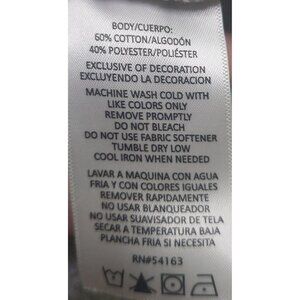 BODY/CUERPO:
60% COTTON/ALGODÓN
40% POLYESTER/POLIÉSTER
EXCLUSIVE OF DECORATION
EXCLUYENDO LA DECORACION
MACHINE WASH COLD WITH
LIKE COLORS ONLY
REMOVE PROMPTLY
DO NOT BLEACH
DO NOT USE FABRIC SOFTENER
TUMBLE DRY LOW
COOL IRON WHEN NEEDED
LAVAR A MAQUINA CON AGUA
FRIA Y CON COLORES IGUALES
REMOVER RAPIDAMENTE
NO USAR BLANQUEADOR
NO USAR SUAVISADOR DE TELA
SECAR A TEMPERATURA BAJA
PLANCHA FRIA SI NECESITA
RN#54163